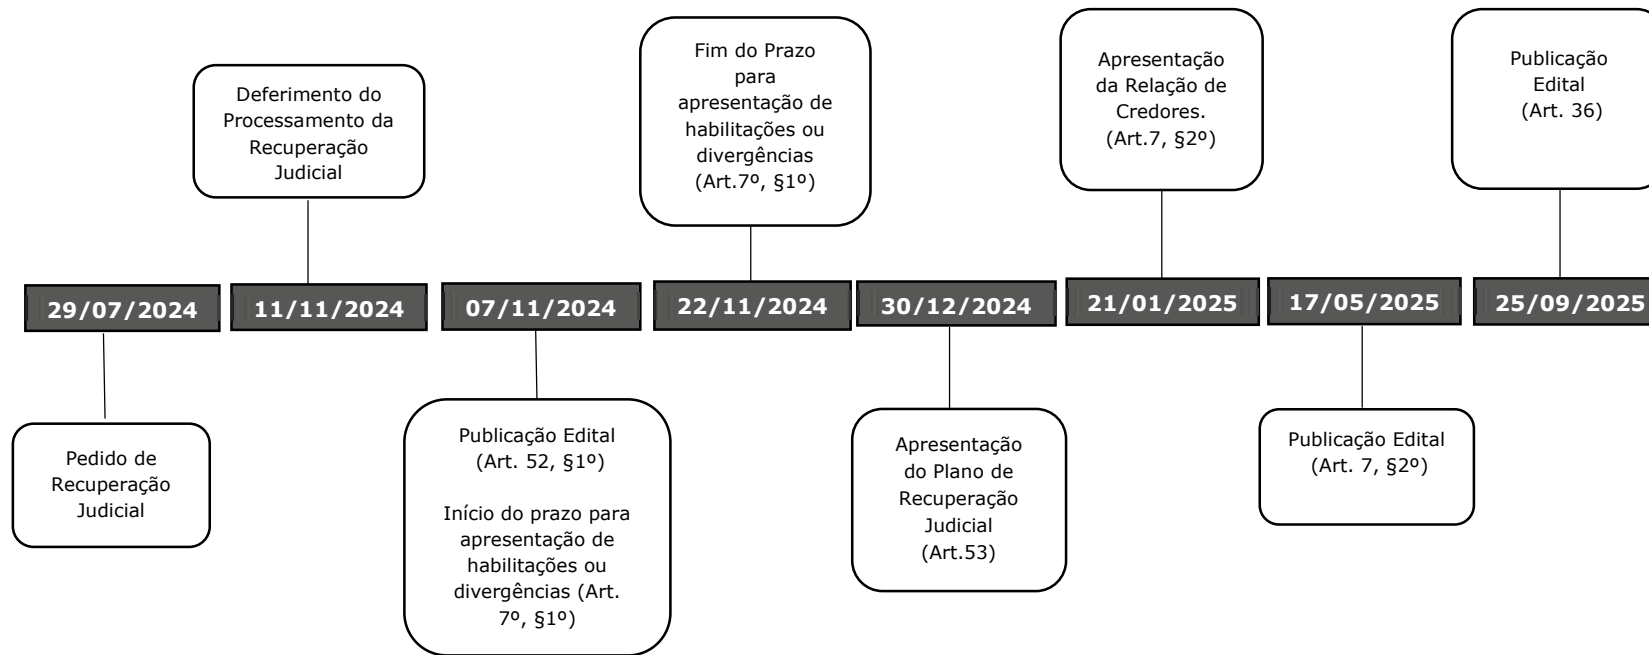 Fim do Prazo
para
apresentação de
habilitações ou
divergências
(Art.7º, §1º)
Apresentação
da Relação de
Credores.
(Art.7, §2º)
Publicação
Edital
(Art. 36)
Deferimento do
Processamento da
Recuperação
Judicial
29/07/2024
11/11/2024
07/11/2024
22/11/2024
30/12/2024
21/01/2025
17/05/2025
25/09/2025
Pedido de
Recuperação
Judicial
Publicação Edital
(Art. 52, §1º)
Início do prazo para
apresentação de
habilitações ou
divergências (Art.
7º, §1º)
Apresentação
do Plano de
Recuperação
Judicial
(Art.53)
Publicação Edital
(Art. 7, §2º)